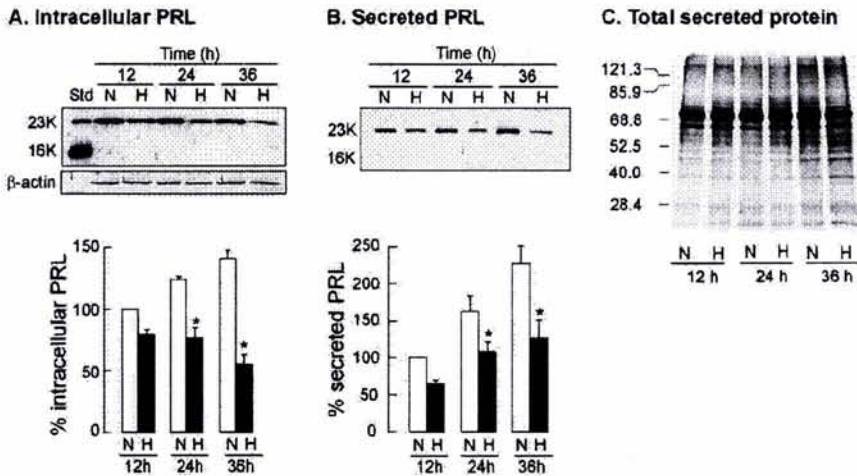 A. Intracellular PRL
Time (h)
12 24 36
Std N H N H N H
23K
16K
β-actin
% intracellular PRL
150
100
50
0
N H N H N H
12h 24h 36h
B. Secreted PRL
Time (h)
12 24 36
N H N H N H
23K
16K
% secreted PRL
250
200
150
100
50
0
N H N H N H
12h 24h 36h
* *
* *
C. Total secreted protein
121.3
85.9
68.8
52.5
40.0
28.4
N H N H N H
12 h 24 h 36 h